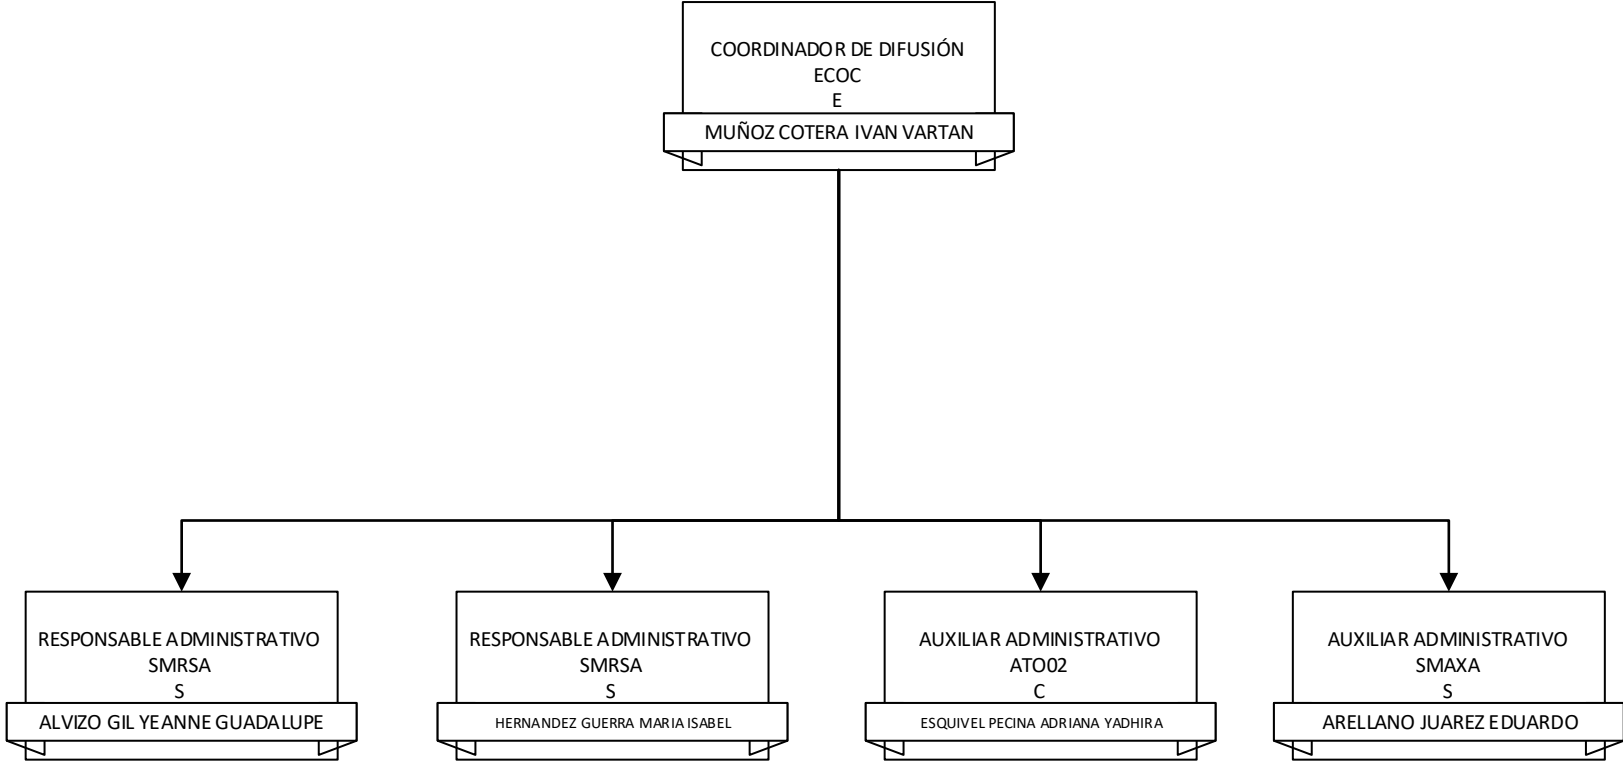 COORDINADOR DE DIFUSIÓN
ECOC
E
MUÑOZ COTERA IVAN VARTAN
RESPONSABLE ADMINISTRATIVO
SMRSA
S
ALVIZO GIL YEANNE GUADALUPE
RESPONSABLE ADMINISTRATIVO
SMRSA
S
HERNANDEZ GUERRA MARIA ISABEL
AUXILIAR ADMINISTRATIVO
ATO02
C
ESQUIVEL PECINA ADRIANA YADHIRA
AUXILIAR ADMINISTRATIVO
SMAXA
S
ARELLANO JUAREZ EDUARDO